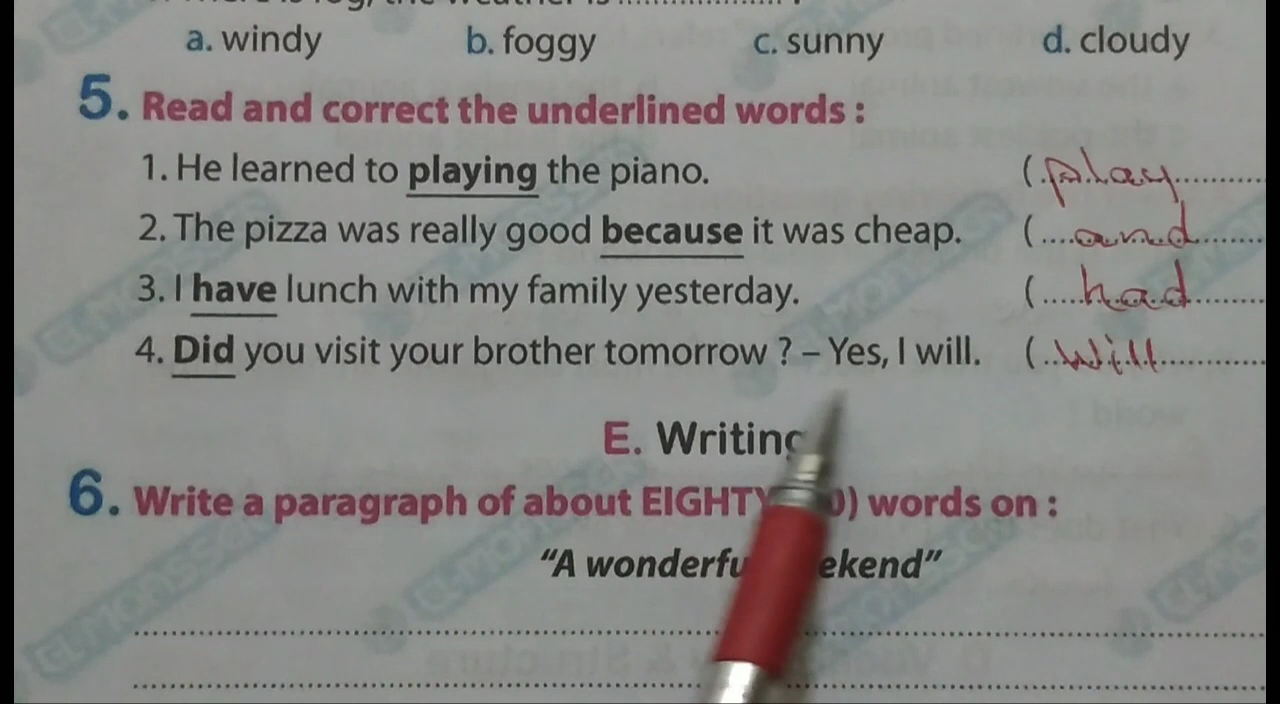 a. windy b. foggy c. sunny d. cloudy
5. Read and correct the underlined words :
1. He learned to playing the piano. (.play..........
2. The pizza was really good because it was cheap. (....and.......
3. I have lunch with my family yesterday. (....had.......
4. Did you visit your brother tomorrow ? – Yes, I will. (..will..........
E. Writing
6. Write a paragraph of about EIGHTY 0) words on :
"A wonderfu ekend"